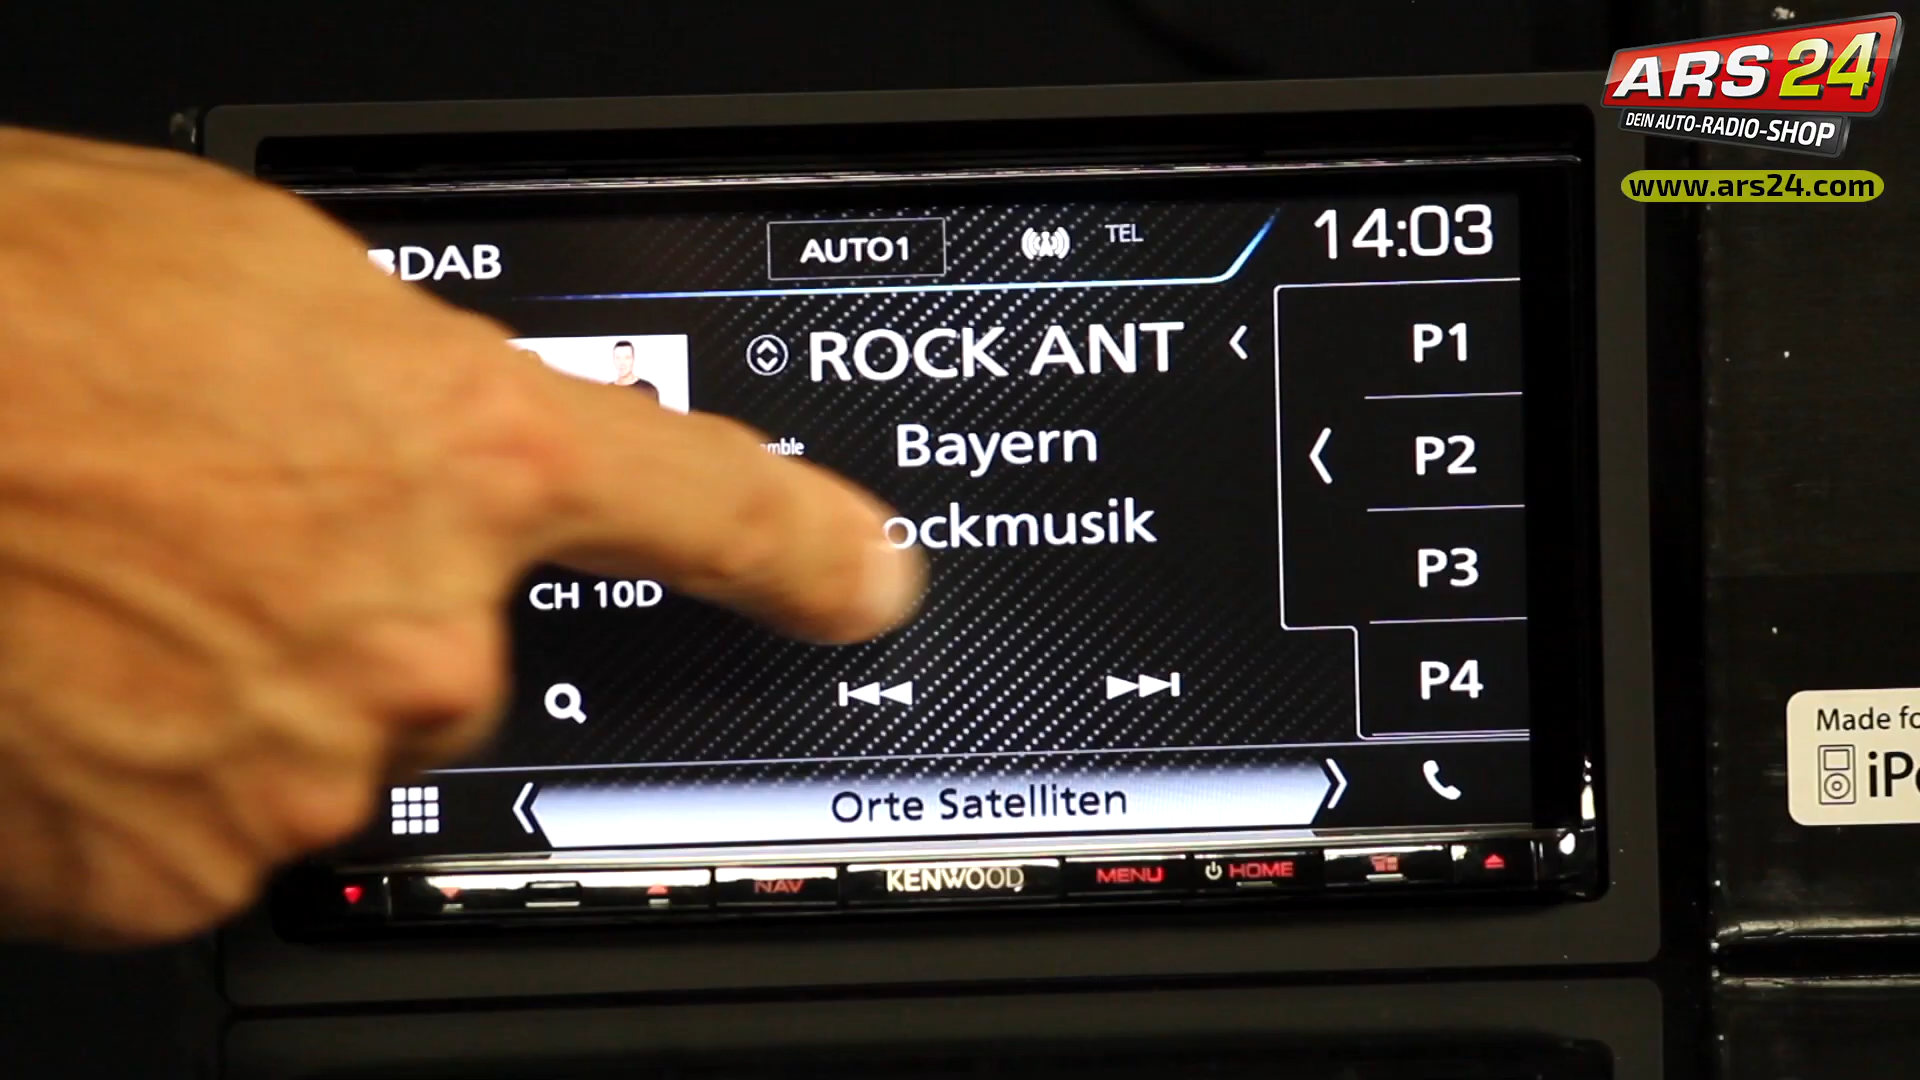 ARS 24
DEIN AUTO-RADIO-SHOP
www.ars24.com
DAB
AUTO1
TEL
14:03
ROCK ANT
P1
Bayern
P2
ockmusik
P3
CH 10D
P4
Orte Satelliten
NAV
KENWOOD
MENU
HOME
Made fo
iP